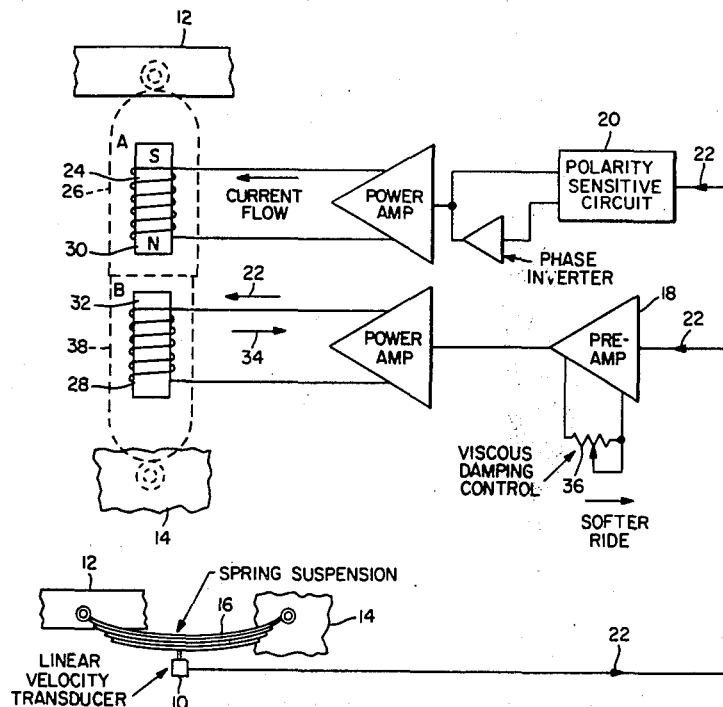 12
A
S
24
26
30
N
CURRENT
FLOW
POWER
AMP
20
POLARITY
SENSITIVE
CIRCUIT
22
PHASE
INVERTER
B
32
38
28
22
34
POWER
AMP
18
PRE-
AMP
22
VISCOUS
DAMPING
CONTROL
36
SOFTER
RIDE
14
12
SPRING SUSPENSION
16
14
LINEAR
VELOCITY
TRANSDUCER
10
22